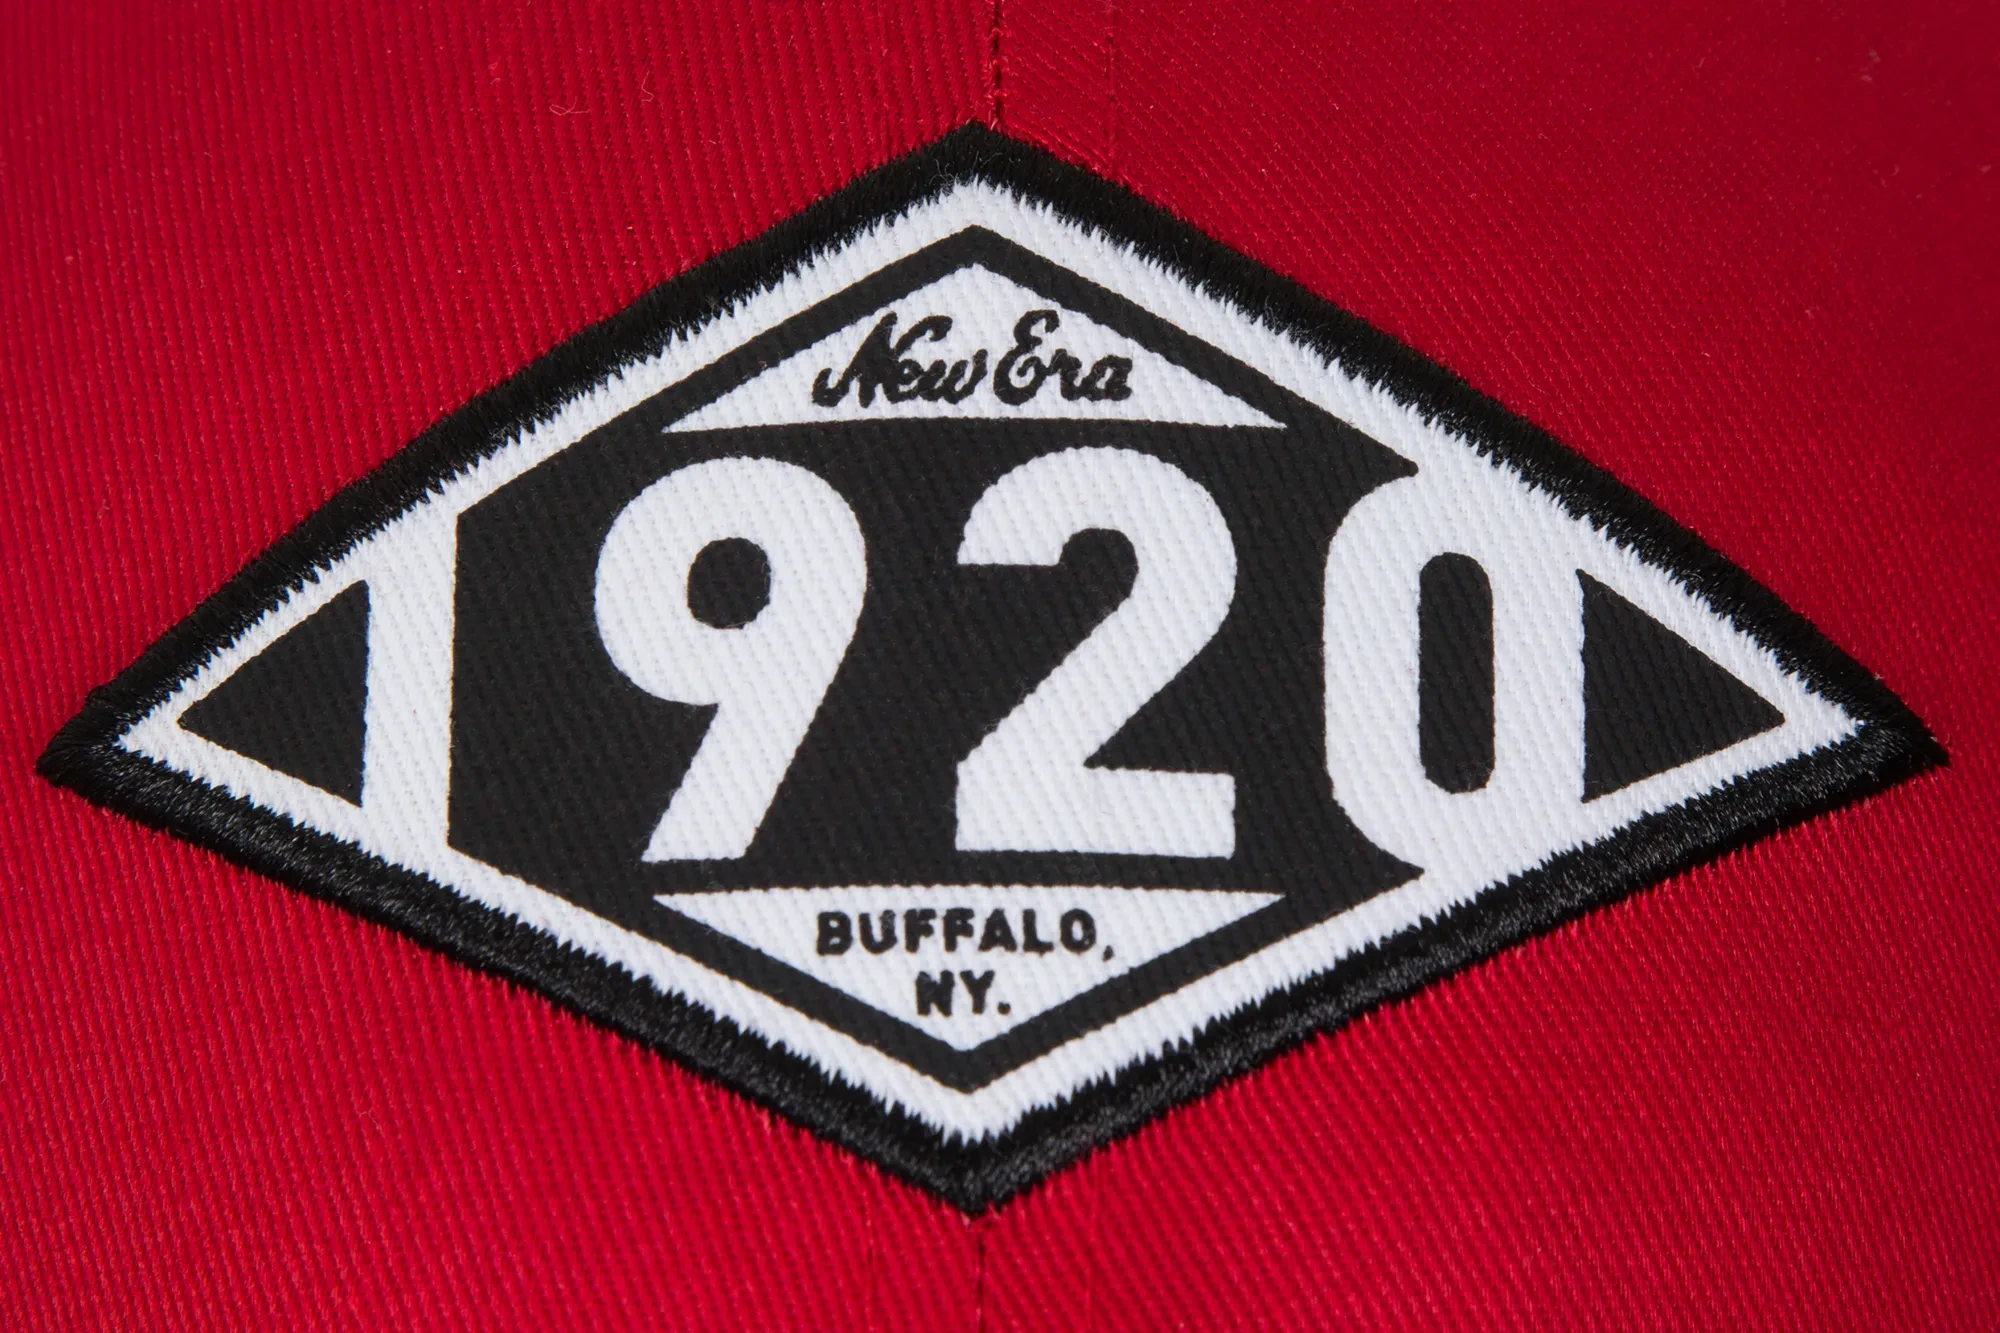 New Era
1920
BUFFALO,
NY.